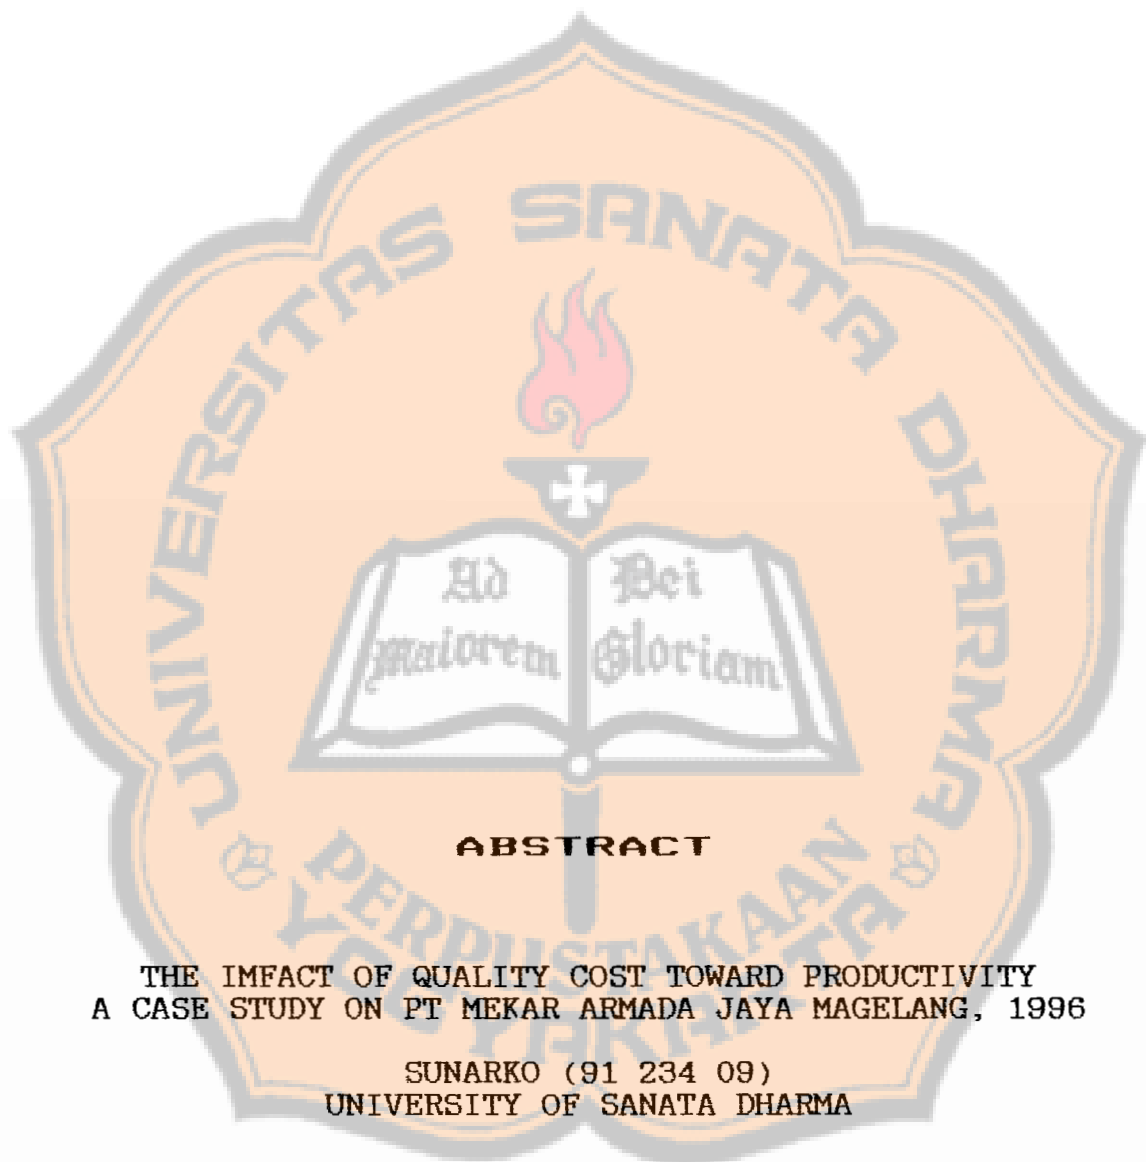 UNIVERSITAS SANATA DHARMA
Ad Dei
Maiorem Gloriam
ABSTRACT
PERPUSTAKAAN
YOGYAKARTA
THE IMFACT OF QUALITY COST TOWARD PRODUCTIVITY
A CASE STUDY ON PT MEKAR ARMADA JAYA MAGELANG, 1996
SUNARKO (91 234 09)
UNIVERSITY OF SANATA DHARMA